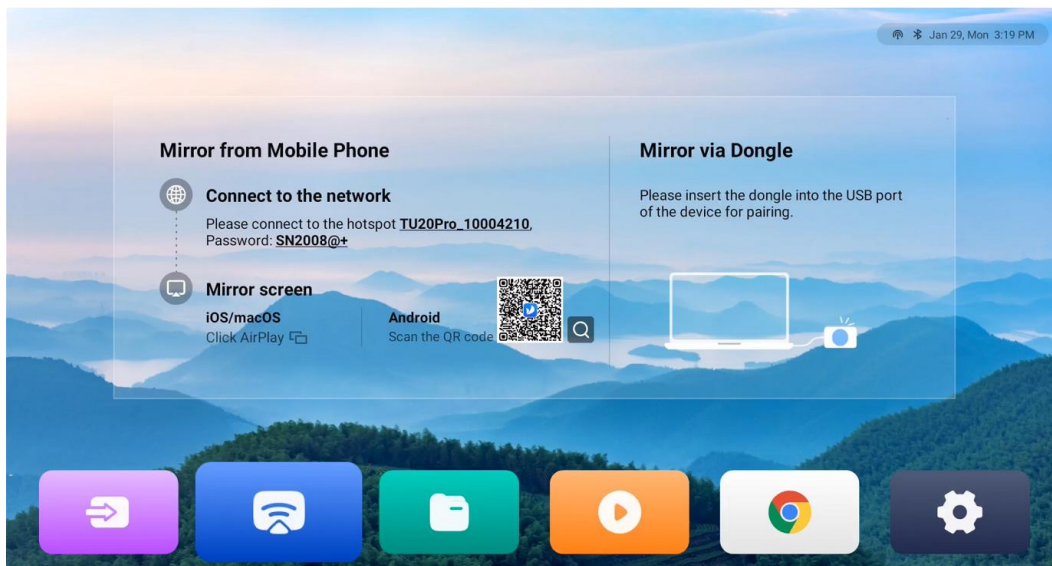 Jan 29, Mon 3:19 PM
Mirror from Mobile Phone
Connect to the network
Please connect to the hotspot TU20Pro_10004210,
Password: SN2008@+
Mirror screen
iOS/macOS
Click AirPlay
Android
Scan the QR code
Mirror via Dongle
Please insert the dongle into the USB port
of the device for pairing.